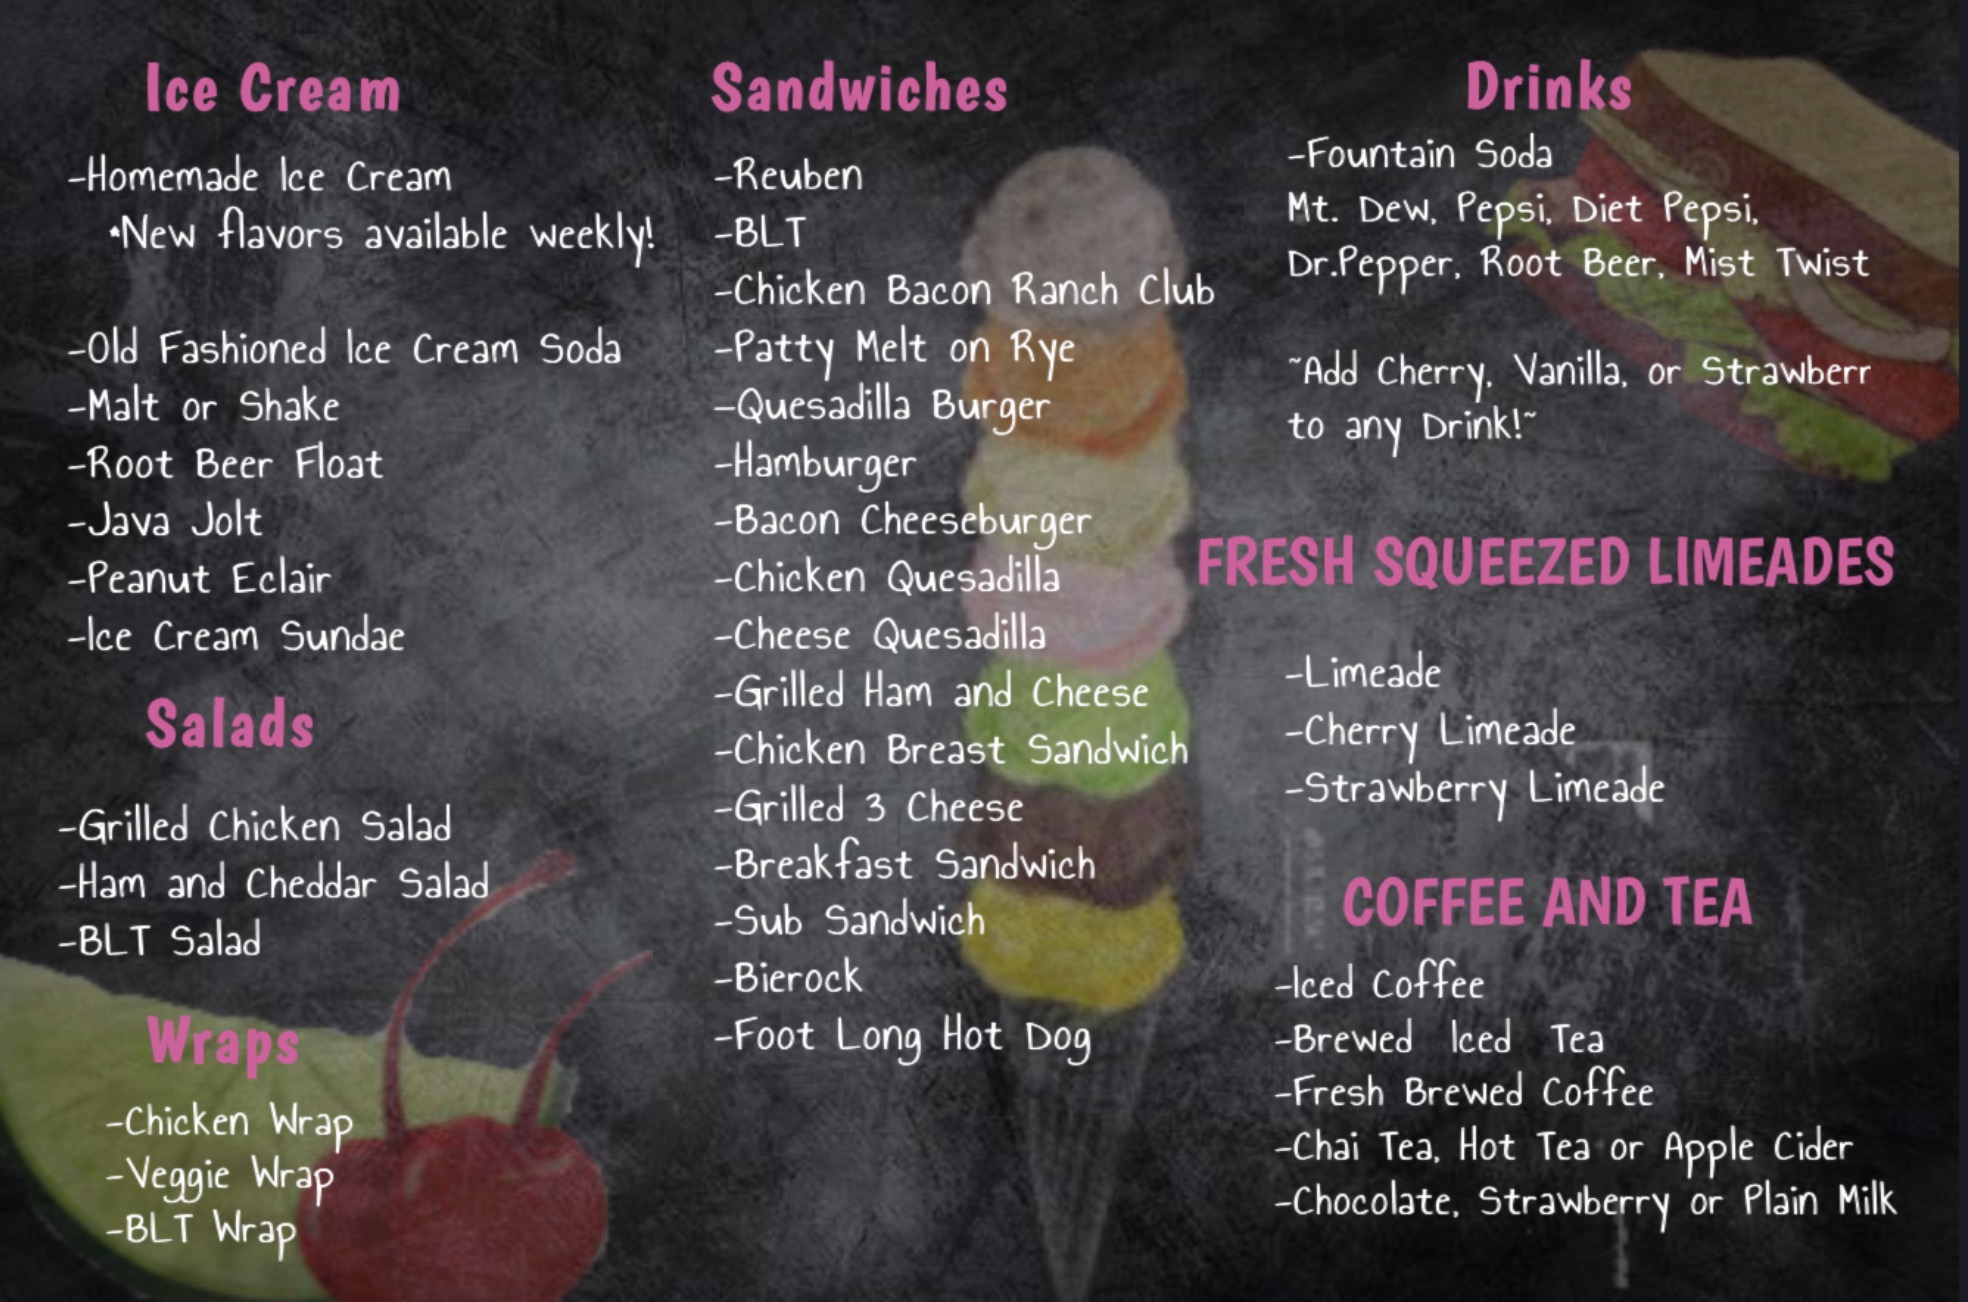 Ice Cream
-Homemade Ice Cream
*New flavors available weekly!
-Old Fashioned Ice Cream Soda
-Malt or Shake
-Root Beer Float
-Java Jolt
-Peanut Eclair
-Ice Cream Sundae
Salads
-Grilled Chicken Salad
-Ham and Cheddar Salad
-BLT Salad
Wraps
-Chicken Wrap
-Veggie Wrap
-BLT Wrap
Sandwiches
-Reuben
-BLT
-Chicken Bacon Ranch Club
-Patty Melt on Rye
-Quesadilla Burger
-Hamburger
-Bacon Cheeseburger
-Chicken Quesadilla
-Cheese Quesadilla
-Grilled Ham and Cheese
-Chicken Breast Sandwich
-Grilled 3 Cheese
-Breakfast Sandwich
-Sub Sandwich
-Bierock
-Foot Long Hot Dog
Drinks
-Fountain Soda
Mt. Dew, Pepsi, Diet Pepsi,
Dr.Pepper, Root Beer, Mist Twist
~Add Cherry, Vanilla, or Strawberr
to any Drink!~
FRESH SQUEEZED LIMEADES
-Limeade
-Cherry Limeade
-Strawberry Limeade
COFFEE AND TEA
-Iced Coffee
-Brewed Iced Tea
-Fresh Brewed Coffee
-Chai Tea, Hot Tea or Apple Cider
-Chocolate, Strawberry or Plain Milk